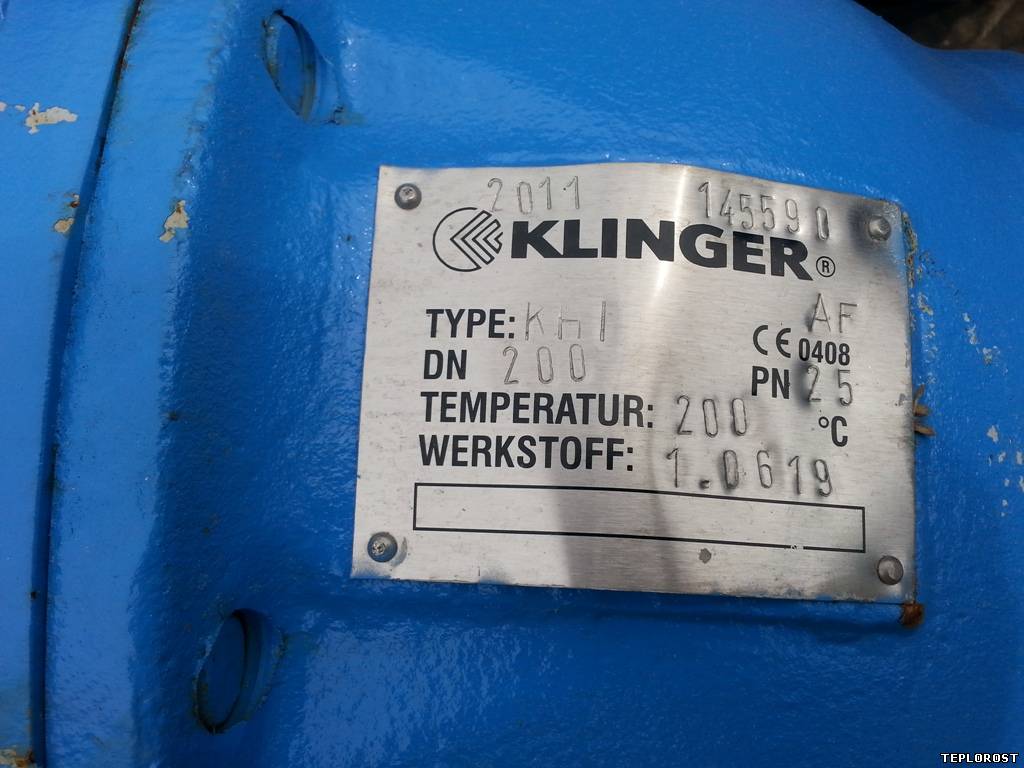 2011 145590
KLINGER®
TYPE: KHI AF
CE 0408
DN 200 PN 25
TEMPERATUR: 200 °C
WERKSTOFF: 1.0619
TEPLOROST